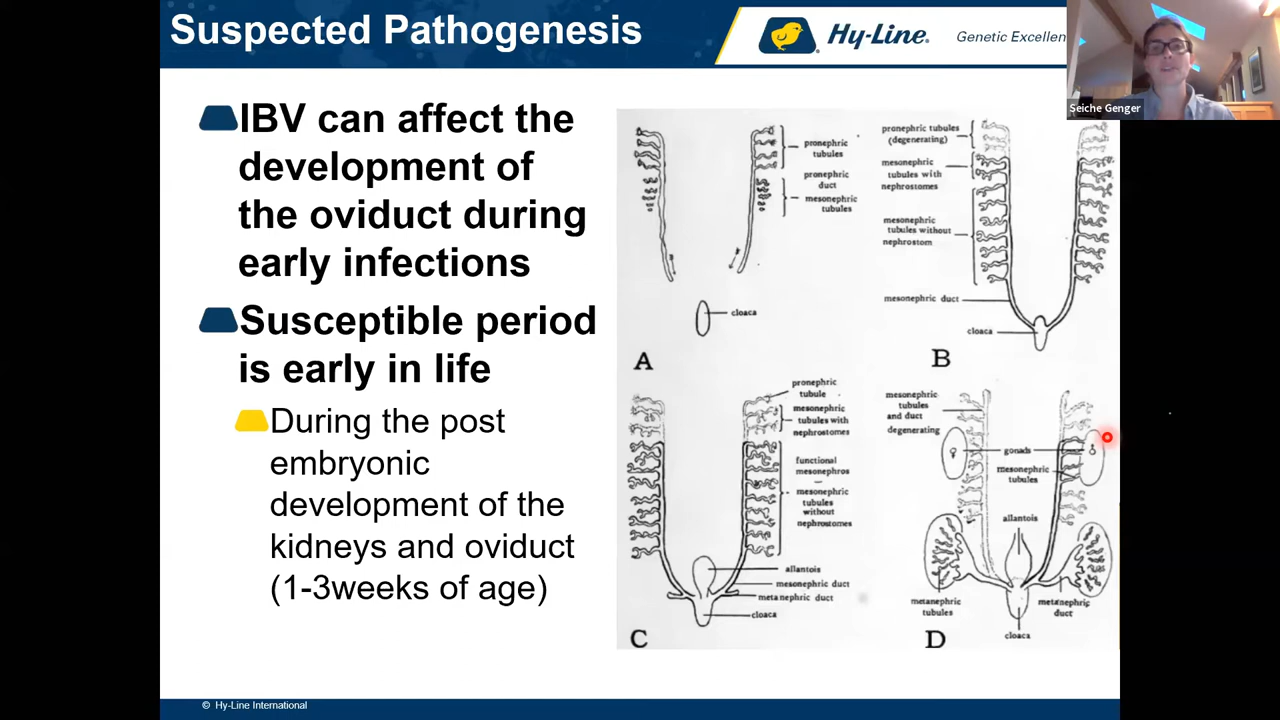 Suspected Pathogenesis
Hy-Line®
Genetic Excellen
Seiche Genger
IBV can affect the
development of
the oviduct during
early infections
Susceptible period
is early in life
During the post
embryonic
development of the
kidneys and oviduct
(1-3weeks of age)
pronephric
tubules
pronephric
duct
mesonephric
tubules
cloaca
A
pronephric tubules
(degenerating)
mesonephric
tubules with
nephrostomes
mesonephric
tubules without
nephrostom
mesonephric duct
cloaca
B
pronephric
tubule
mesonephric
tubules with
nephrostomes
functional
mesonephros
mesonephric
tubules
without
nephrostomes
allantois
mesonephric duct
metanephric duct
cloaca
C
mesonephric
tubules
and duct
degenerating
♀
gonads
♂
mesonephric
tubules
allantois
metanephric
tubules
metanephric
duct
cloaca
D
© Hy-Line International